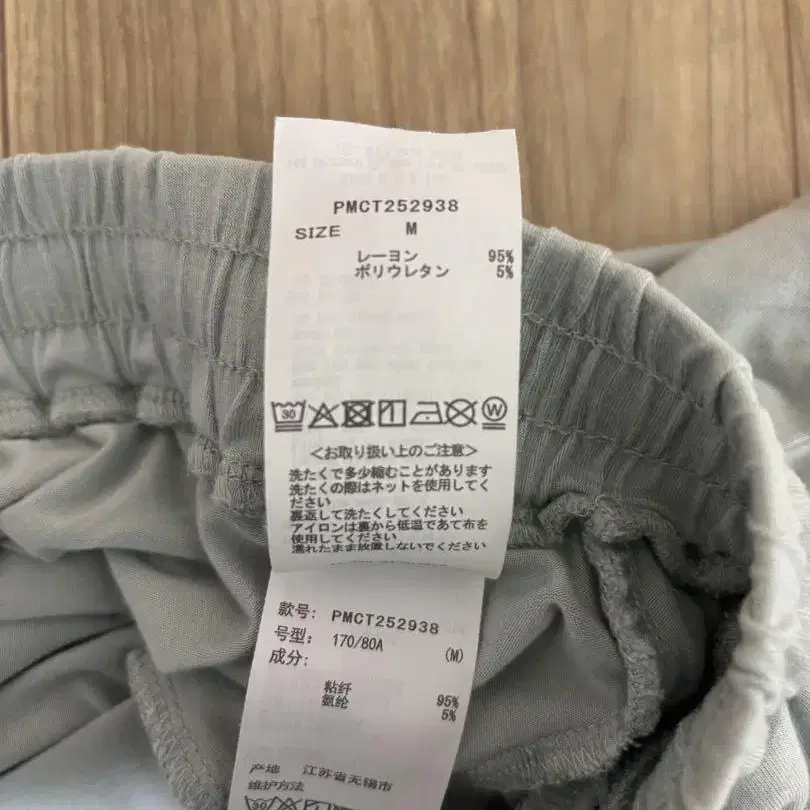 PMCT252938
SIZE M
レーヨン 95%
ポリウレタン 5%
30 W
＜お取り扱い上のご注意＞
洗たくで多少縮むことがあります
洗たくの際はネットを使用してく
ださい
裏返して洗たくしてください
アイロンは裏から低温であて布を
使用してください
濡れたまま放置しないでください
款号: PMCT252938
号型: 170/80A (M)
成分:
粘纤 95%
氨纶 5%
产地 江苏省无锡市
维护方法
30